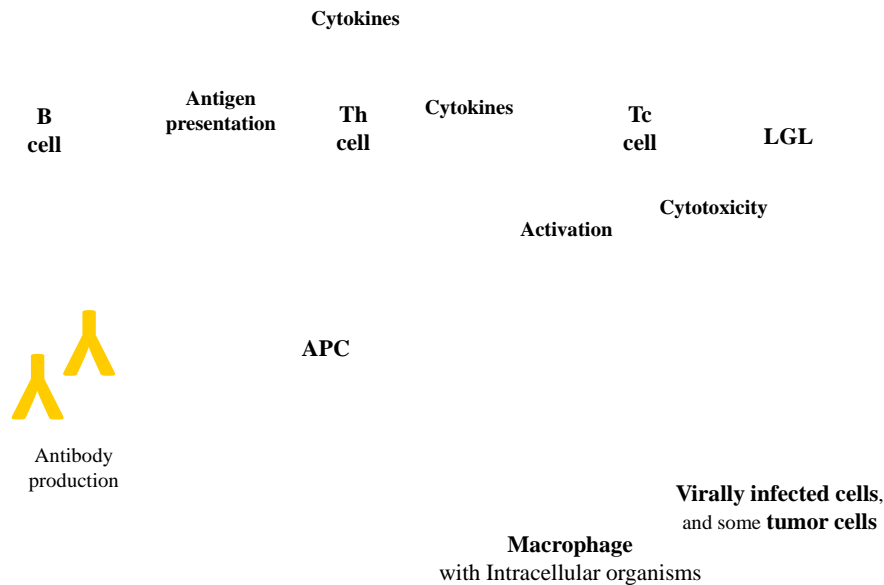 Cytokines
Antigen
presentation
Cytokines
B
cell
Th
cell
Tc
cell
LGL
Cytotoxicity
Activation
APC
Antibody
production
Virally infected cells,
and some tumor cells
Macrophage
with Intracellular organisms